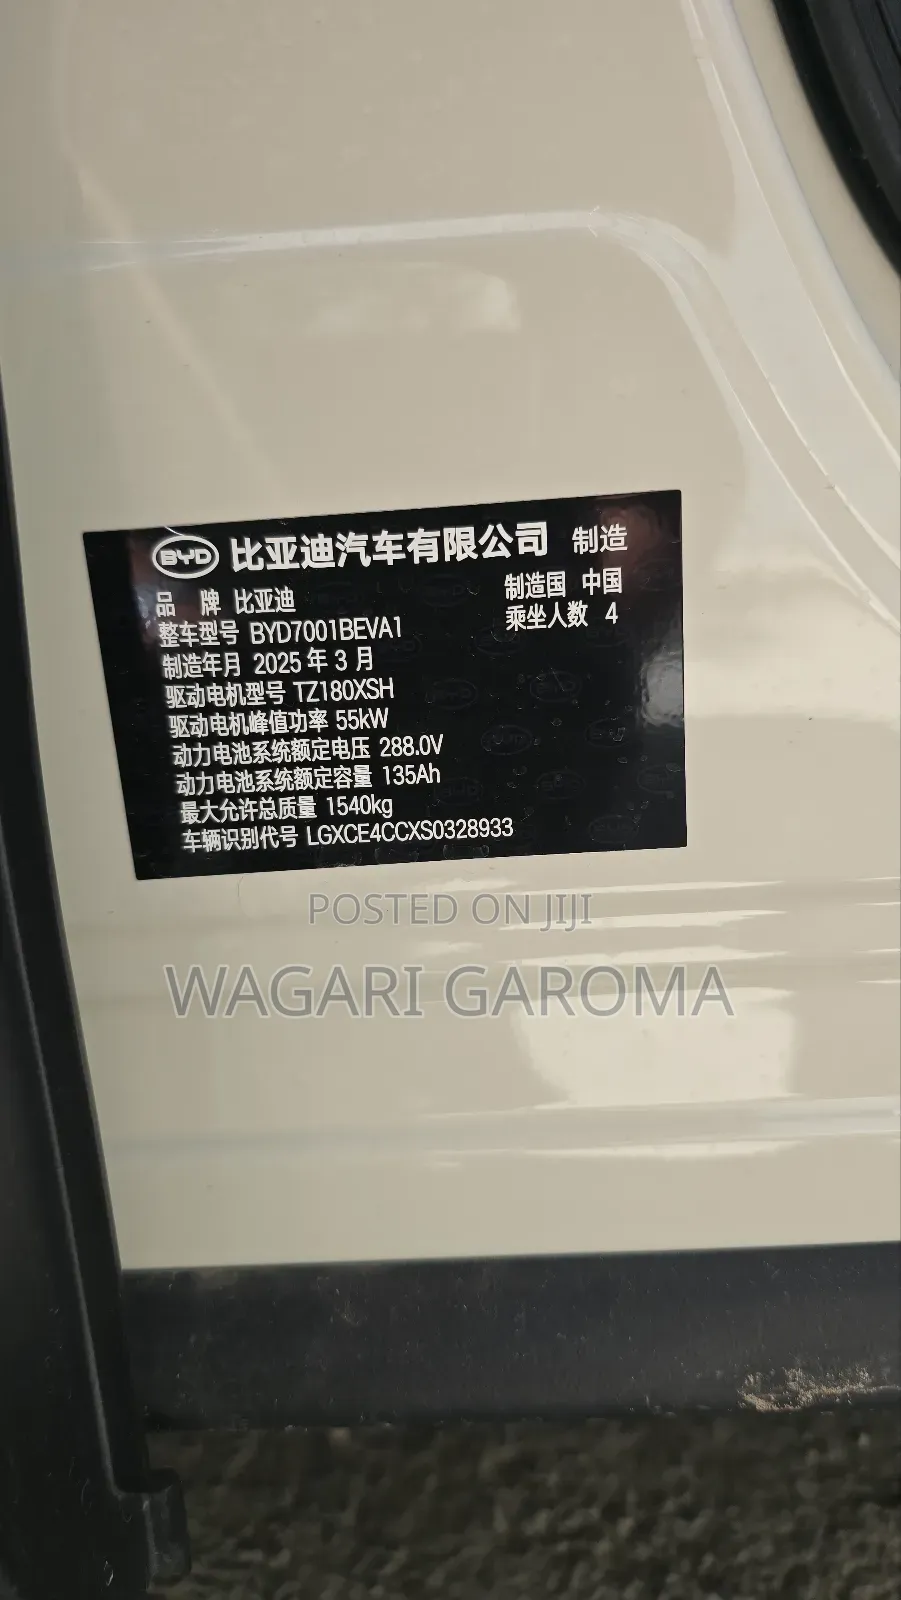 BYD 比亚迪汽车有限公司 制造
品 牌 比亚迪
制造国 中国
整车型号 BYD7001BEVA1
乘坐人数 4
制造年月 2025 年 3 月
驱动电机型号 TZ180XSH
驱动电机峰值功率 55kW
动力电池系统额定电压 288.0V
动力电池系统额定容量 135Ah
最大允许总质量 1540kg
车辆识别代号 LGXCE4CCXS0328933
POSTED ON JIJI
WAGARI GAROMA